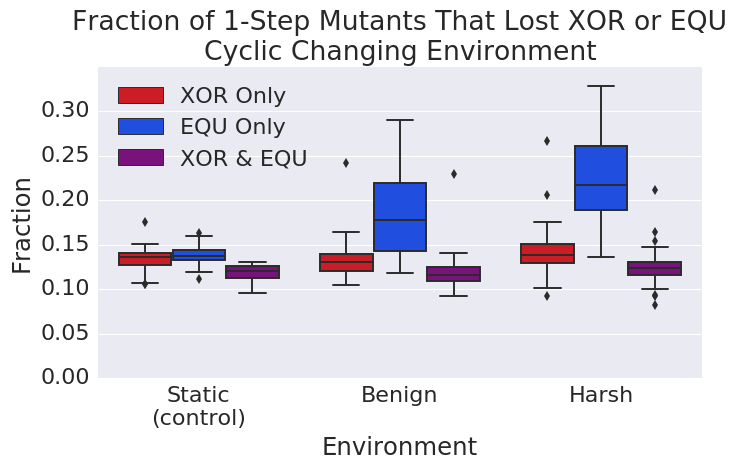 Fraction of 1-Step Mutants That Lost XOR or EQU
Cyclic Changing Environment
XOR Only
EQU Only
XOR & EQU
0.30
0.25
0.20
0.15
0.10
0.05
0.00
Fraction
Static
(control)
Benign
Harsh
Environment